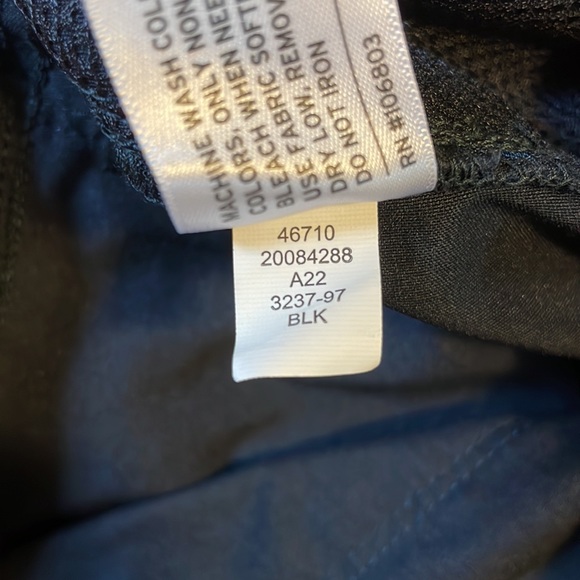 MACHINE WASH COL
COLORS, ONLY NON
BLEACH WHEN NEE
USE FABRIC SOFT
DRY LOW, REMOV
DO NOT IRON
RN #106803
46710
20084288
A22
3237-97
BLK